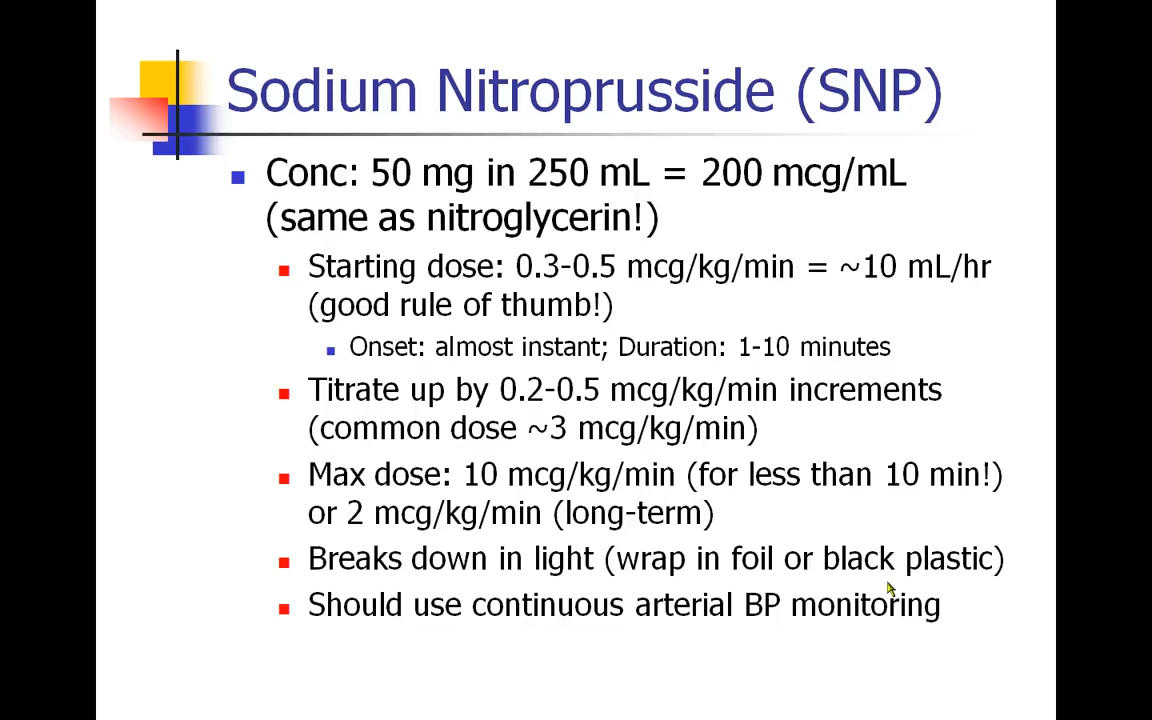 Sodium Nitroprusside (SNP)
Conc: 50 mg in 250 mL = 200 mcg/mL
(same as nitroglycerin!)
Starting dose: 0.3-0.5 mcg/kg/min = ~10 mL/hr
(good rule of thumb!)
Onset: almost instant; Duration: 1-10 minutes
Titrate up by 0.2-0.5 mcg/kg/min increments
(common dose ~3 mcg/kg/min)
Max dose: 10 mcg/kg/min (for less than 10 min!)
or 2 mcg/kg/min (long-term)
Breaks down in light (wrap in foil or black plastic)
Should use continuous arterial BP monitoring